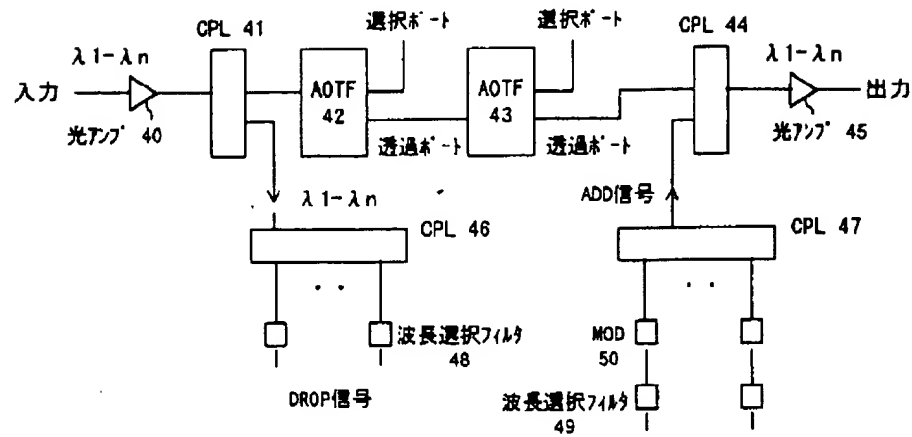 CPL 41
選択ポート
選択ポート
CPL 44
λ1-λn
λ1-λn
入力
AOTF
42
AOTF
43
出力
光アンプ 40
透過ポート
透過ポート
光アンプ 45
λ1-λn
ADD信号
CPL 46
CPL 47
‥
‥
波長選択フィルタ
48
MOD
50
DROP信号
波長選択フィルタ
49